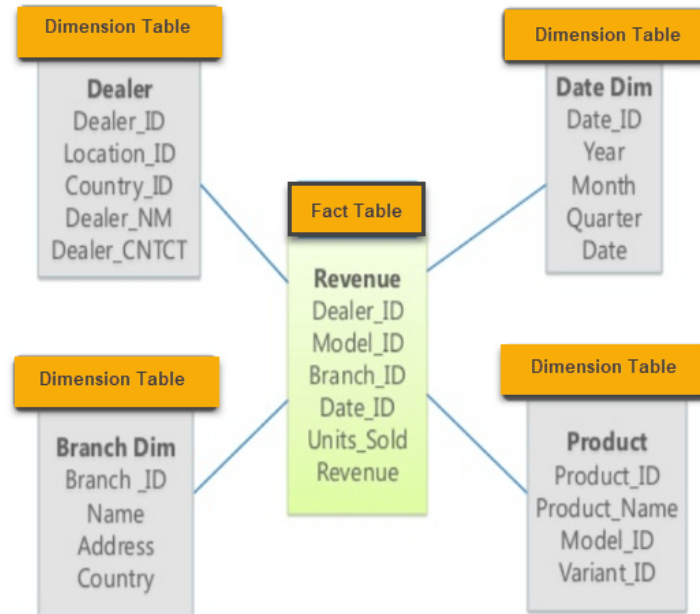 Dimension Table
Dealer
Dealer_ID
Location_ID
Country_ID
Dealer_NM
Dealer_CNTCT
Dimension Table
Date Dim
Date_ID
Year
Month
Quarter
Date
Fact Table
Revenue
Dealer_ID
Model_ID
Branch_ID
Date_ID
Units_Sold
Revenue
Dimension Table
Branch Dim
Branch _ID
Name
Address
Country
Dimension Table
Product
Product_ID
Product_Name
Model_ID
Variant_ID